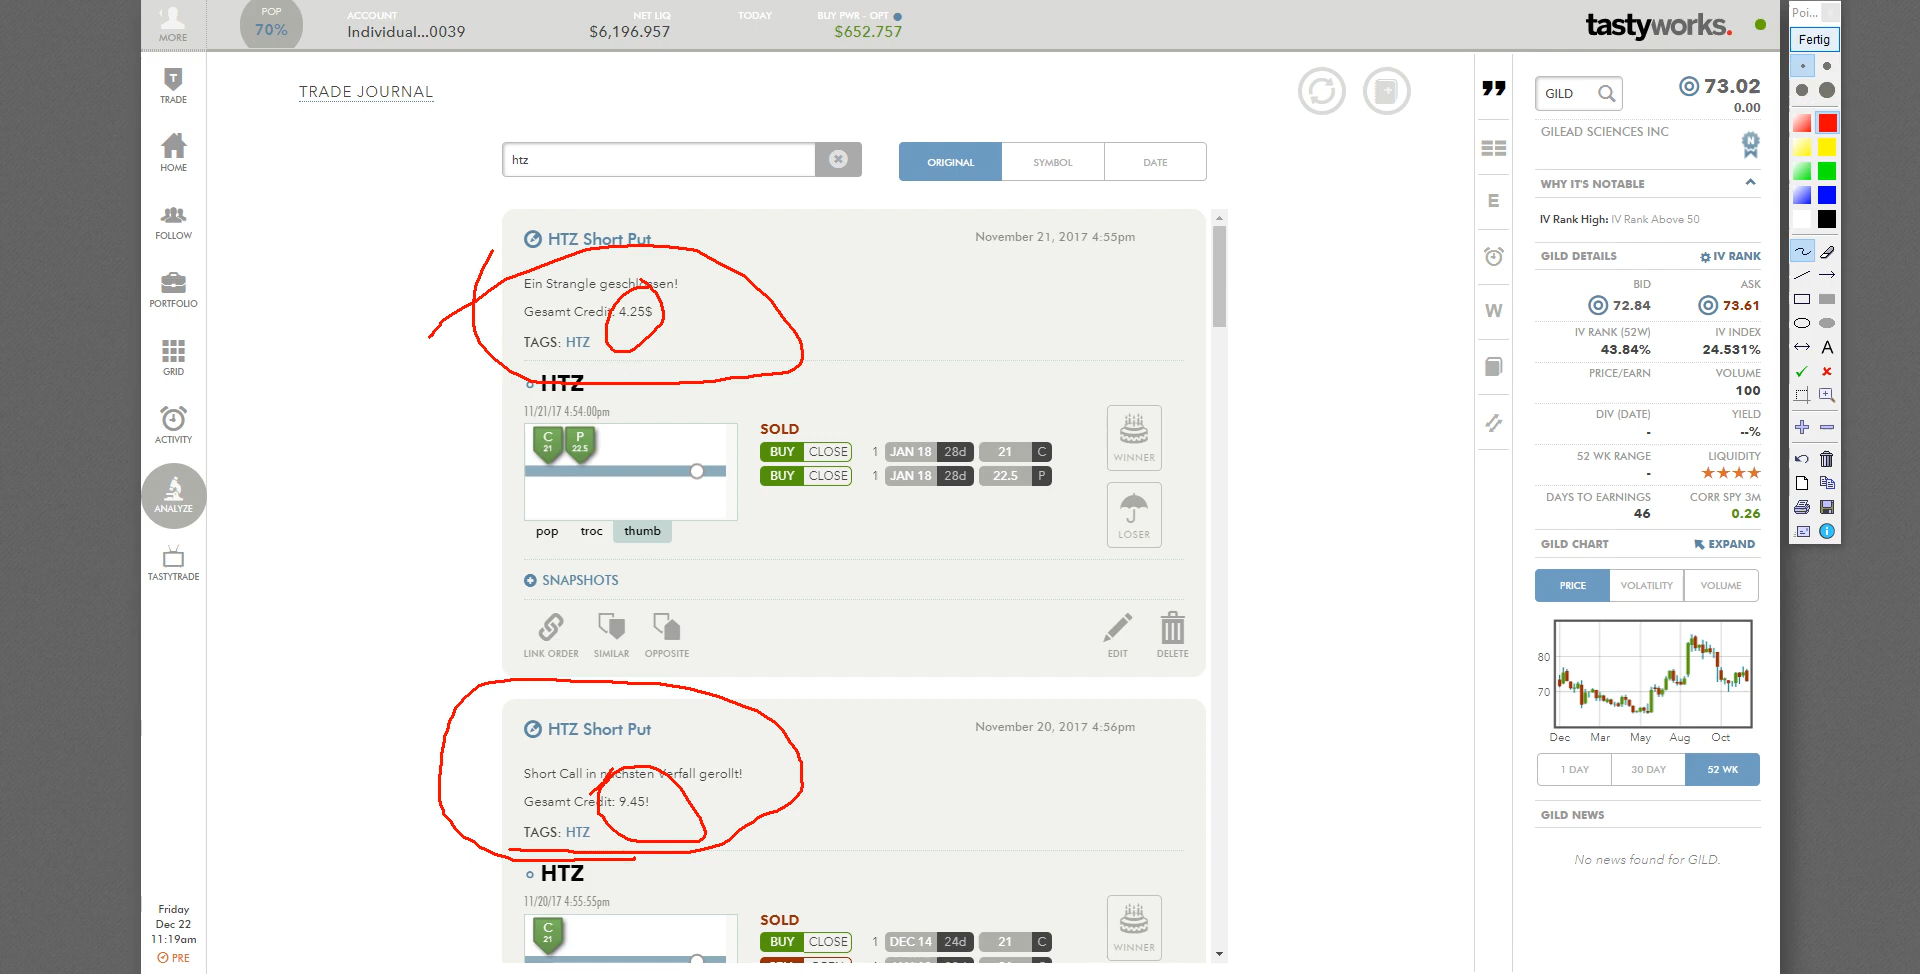 MORE
POP
70%
ACCOUNT
Individual...0039
NET LIQ
$6,196.957
TODAY
BUY PWR - OPT
$652.757
tastyworks.
TRADE
HOME
FOLLOW
PORTFOLIO
GRID
ACTIVITY
ANALYZE
TASTYTRADE
Friday
Dec 22
11:19am
PRE
TRADE JOURNAL
htz
ORIGINAL SYMBOL DATE
HTZ Short Put
November 21, 2017 4:55pm
Ein Strangle geschlossen!
Gesamt Credit: 4.25$
TAGS: HTZ
HTZ
11/21/17 4:54:00pm
C
21
P
22.5
pop troc thumb
SOLD
BUY CLOSE 1 JAN 18 28d 21 C
BUY CLOSE 1 JAN 18 28d 22.5 P
WINNER
LOSER
SNAPSHOTS
LINK ORDER SIMILAR OPPOSITE EDIT DELETE
HTZ Short Put
November 20, 2017 4:56pm
Short Call in nächsten Verfall gerollt!
Gesamt Credit: 9.45!
TAGS: HTZ
HTZ
11/20/17 4:55:55pm
C
21
SOLD
BUY CLOSE 1 DEC 14 24d 21 C
WINNER
E
W
GILD
73.02
0.00
GILEAD SCIENCES INC
N
WHY IT'S NOTABLE
IV Rank High: IV Rank Above 50
GILD DETAILS
IV RANK
BID ASK
72.84 73.61
IV RANK (52W) IV INDEX
43.84% 24.531%
PRICE/EARN VOLUME
100
DIV (DATE) YIELD
- --%
52 WK RANGE LIQUIDITY
-
DAYS TO EARNINGS CORR SPY 3M
46 0.26
GILD CHART
EXPAND
PRICE VOLATILITY VOLUME
80
70
Dec Mar May Aug Oct
1 DAY 30 DAY 52 WK
GILD NEWS
No news found for GILD.
Poi...
Fertig
A